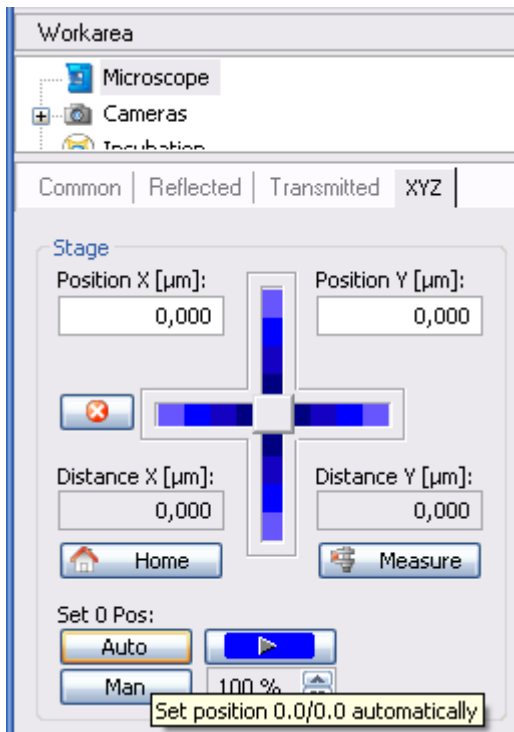 Workarea
Microscope
Cameras
Incubation
Common Reflected Transmitted XYZ
Stage
Position X [µm]: Position Y [µm]:
0,000 0,000
Distance X [µm]: Distance Y [µm]:
0,000 0,000
Home Measure
Set 0 Pos:
Auto
Man 100 %
Set position 0.0/0.0 automatically